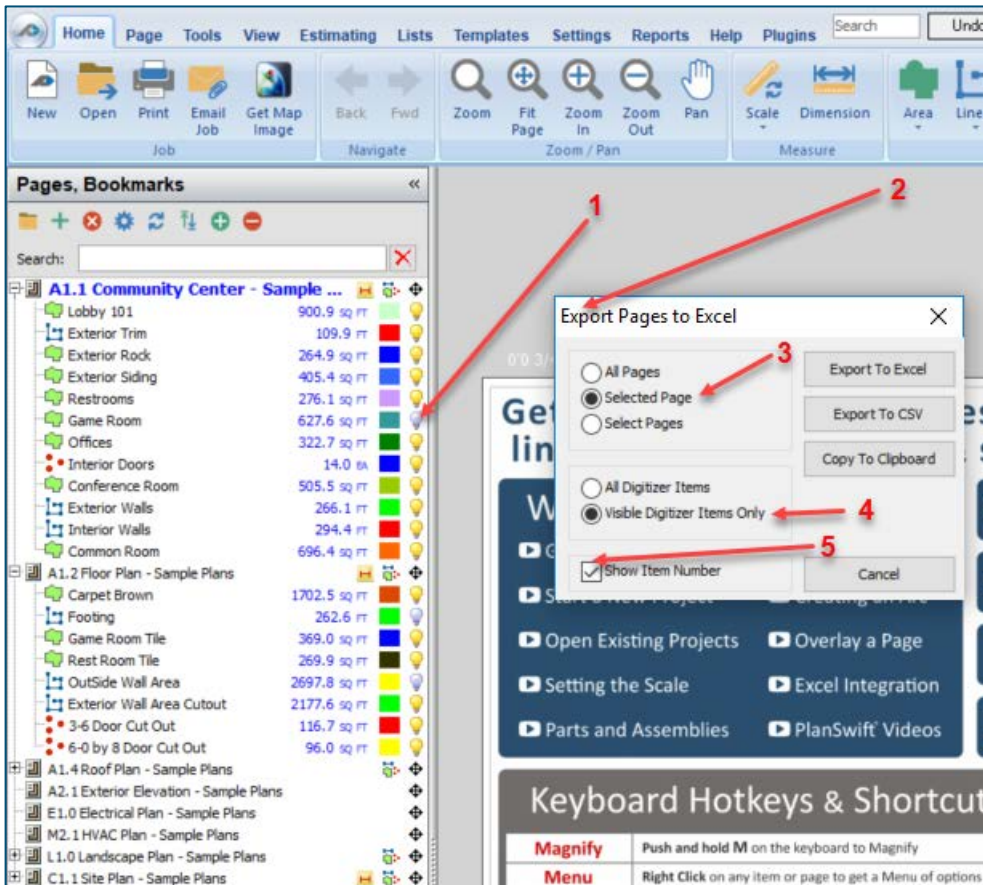 Home Page Tools View Estimating Lists Templates Settings Reports Help Plugins Search Undo
New Open Print Email Job Get Map Image Back Fwd Zoom Fit Page Zoom In Zoom Out Pan Scale Dimension Area Line
Job Navigate Zoom / Pan Measure
Pages, Bookmarks
1
2
Search:
A1.1 Community Center - Sample ...
Lobby 101 900.9 SQ FT
Exterior Trim 109.9 FT
Exterior Rock 264.9 SQ FT
Exterior Siding 405.4 SQ FT
Restrooms 276.1 SQ FT
Game Room 627.6 SQ FT
Offices 322.7 SQ FT
Interior Doors 14.0 EA
Conference Room 505.5 SQ FT
Exterior Walls 266.1 FT
Interior Walls 294.4 FT
Common Room 696.4 SQ FT
A1.2 Floor Plan - Sample Plans
Carpet Brown 1702.5 SQ FT
Footing 262.6 FT
Game Room Tile 369.0 SQ FT
Rest Room Tile 269.9 SQ FT
OutSide Wall Area 2697.8 SQ FT
Exterior Wall Area Cutout 2177.6 SQ FT
3-6 Door Cut Out 116.7 SQ FT
6-0 by 8 Door Cut Out 96.0 SQ FT
A1.4 Roof Plan - Sample Plans
A2.1 Exterior Elevation - Sample Plans
E1.0 Electrical Plan - Sample Plans
M2.1 HVAC Plan - Sample Plans
L1.0 Landscape Plan - Sample Plans
C1.1 Site Plan - Sample Plans
Export Pages to Excel
3
All Pages
Selected Page
Select Pages
Export To Excel
Export To CSV
Copy To Clipboard
All Digitizer Items
Visible Digitizer Items Only
4
5
Show Item Number
Cancel
Open Existing Projects Overlay a Page
Setting the Scale Excel Integration
Parts and Assemblies PlanSwift' Videos
Keyboard Hotkeys & Shortcut
Magnify Push and hold M on the keyboard to Magnify
Menu Right Click on any item or page to get a Menu of options